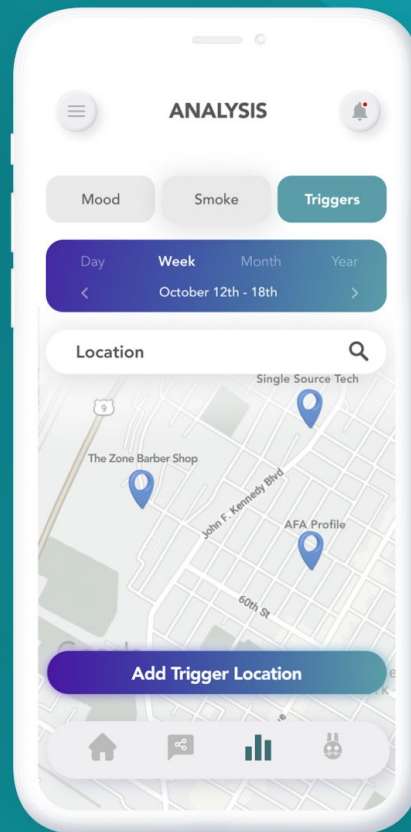 ANALYSIS
Mood Smoke Triggers
Day Week Month Year
< October 12th - 18th >
Location
Single Source Tech
9
The Zone Barber Shop
John F. Kennedy Blvd
AFA Profile
60th St
Add Trigger Location